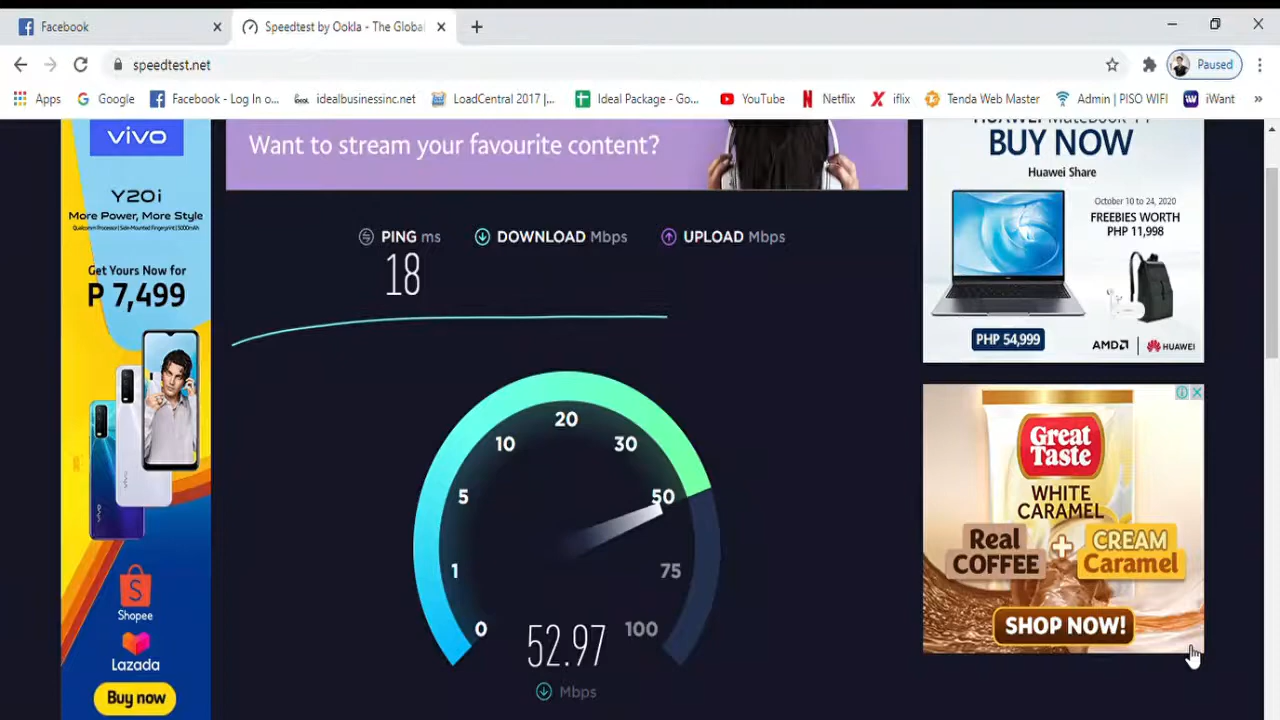 Facebook
Speedtest by Ookla - The Global
speedtest.net
Paused
Apps
Google
Facebook - Log In o...
idealbusinessinc.net
LoadCentral 2017 |...
Ideal Package - Go...
YouTube
Netflix
iflix
Tenda Web Master
Admin | PISO WIFI
iWant
»
vivo
Y20i
More Power, More Style
Get Yours Now for
P 7,499
vivo
vivo
Shopee
Lazada
Buy now
Want to stream your favourite content?
PING ms
DOWNLOAD Mbps
UPLOAD Mbps
18
0
1
5
10
20
30
50
75
100
52.97
Mbps
BUY NOW
Huawei Share
October 10 to 24, 2020
FREEBIES WORTH
PHP 11,998
PHP 54,999
AMD
HUAWEI
Great
Taste
WHITE
CARAMEL
Real
COFFEE
+
CREAM
Caramel
SHOP NOW!